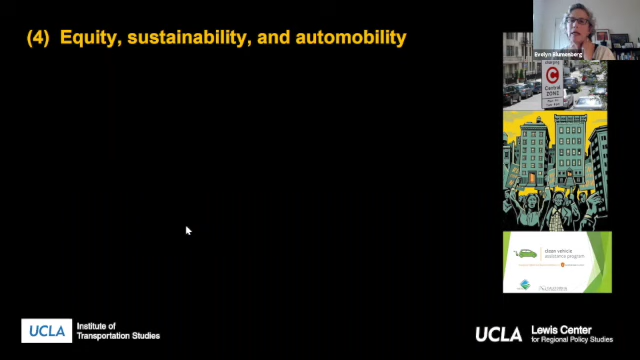 (4) Equity, sustainability, and automobility
Evelyn Blumenberg
C
Central
ZONE
clean vehicle
assistance program
UCLA
Institute of
Transportation Studies
UCLA
Lewis Center
for Regional Policy Studies